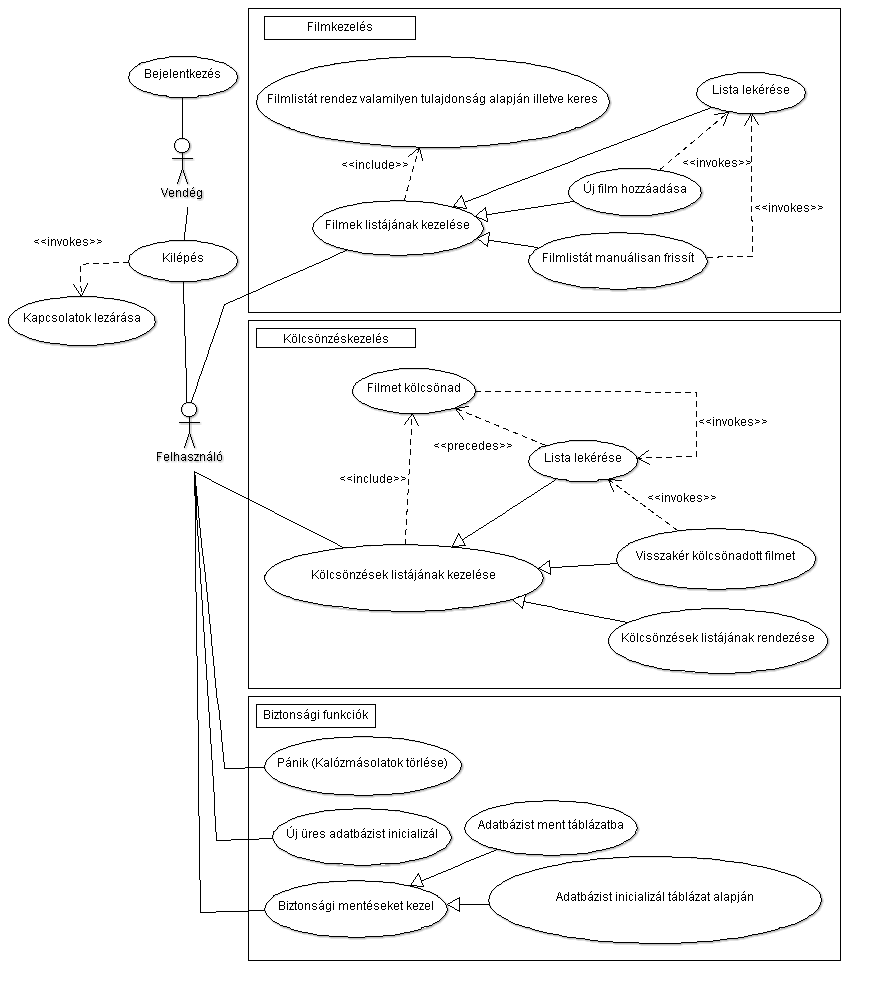 Filmkezelés
Bejelentkezés
Filmlistát rendez valamilyen tulajdonság alapján illetve keres
Lista lekérése
<<include>>
<<invokes>>
Vendég
Új film hozzáadása
<<invokes>>
Filmek listájának kezelése
<<invokes>>
Kilépés
Filmlistát manuálisan frissít
Kapcsolatok lezárása
Kölcsönzéskezelés
Filmet kölcsönad
<<invokes>>
Felhasználó
<<precedes>>
Lista lekérése
<<include>>
<<invokes>>
Visszakér kölcsönadott filmet
Kölcsönzések listájának kezelése
Kölcsönzések listájának rendezése
Biztonsági funkciók
Pánik (Kalózmásolatok törlése)
Új üres adatbázist inicializál
Adatbázist ment táblázatba
Biztonsági mentéseket kezel
Adatbázist inicializál táblázat alapján